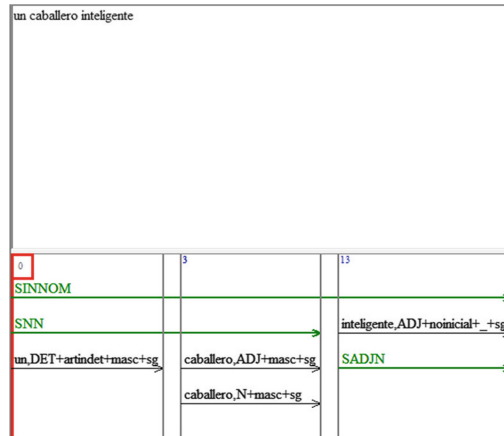 un caballero inteligente
0 3 13
SINNOM
SNN inteligente,ADJ+noinicial+_+sg
un,DET+artindet+masc+sg caballero,ADJ+masc+sg SADJN
caballero,N+masc+sg